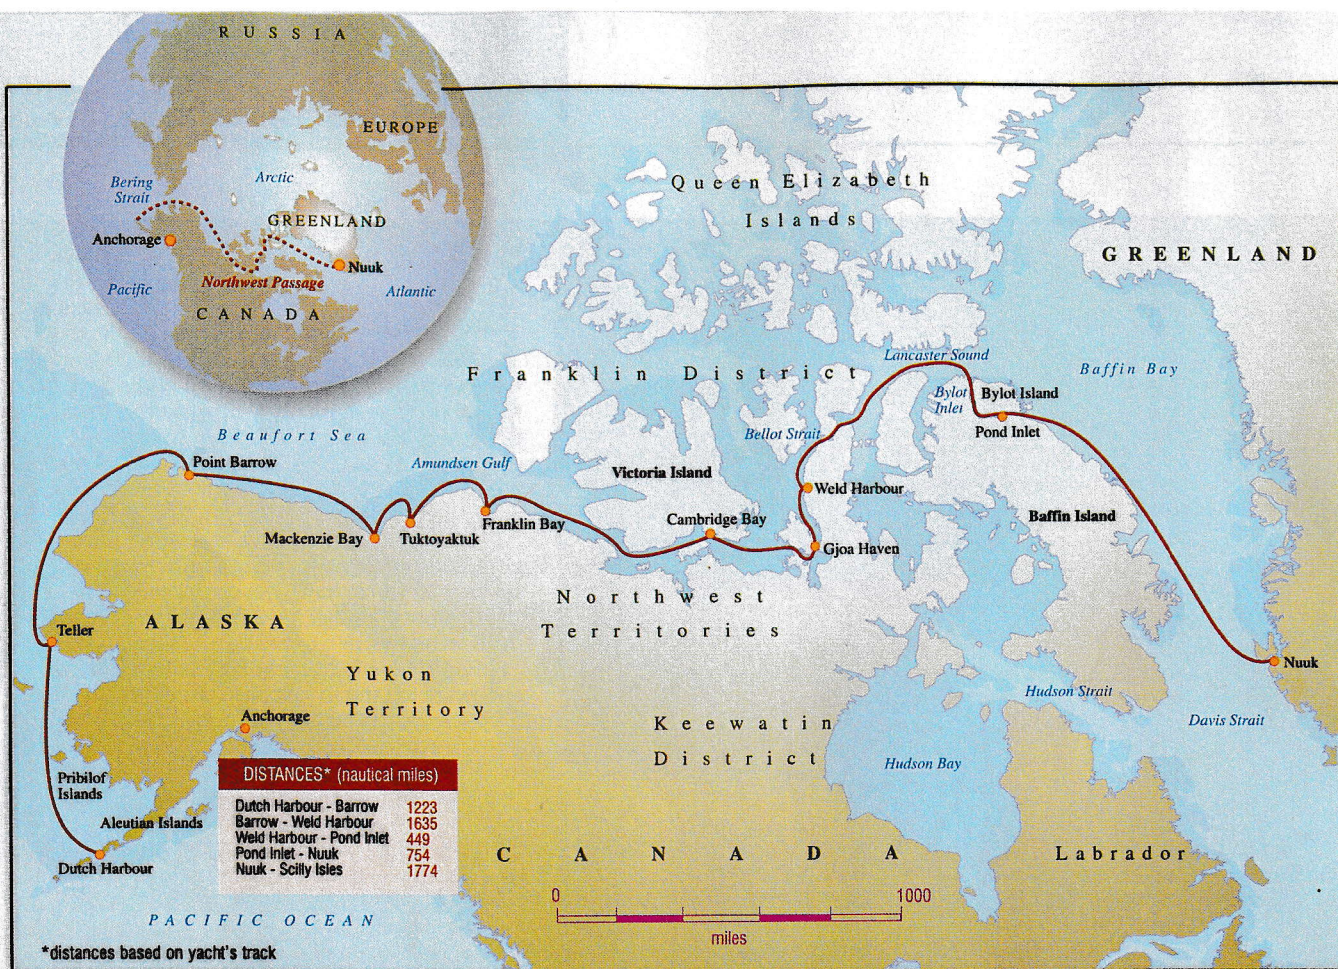 RUSSIA
EUROPE
Bering
Strait
Arctic
GREENLAND
Anchorage
Nuuk
Northwest Passage
Pacific
Atlantic
CANADA
Queen Elizabeth
Islands
GREENLAND
Lancaster Sound
Franklin District
Baffin Bay
Bylot
Inlet
Bylot Island
Pond Inlet
Beaufort Sea
Bellot Strait
Point Barrow
Amundsen Gulf
Victoria Island
Weld Harbour
Baffin Island
Mackenzie Bay
Tuktoyaktuk
Franklin Bay
Cambridge Bay
Gjoa Haven
Northwest
Territories
ALASKA
Teller
Nuuk
Yukon
Territory
Hudson Strait
Anchorage
Keewatin
District
Davis Strait
Hudson Bay
Pribilof
Islands
Aleutian Islands
Dutch Harbour
DISTANCES* (nautical miles)
Dutch Harbour - Barrow 1223
Barrow - Weld Harbour 1635
Weld Harbour - Pond Inlet 449
Pond Inlet - Nuuk 754
Nuuk - Scilly Isles 1774
CANADA
Labrador
0 1000
miles
PACIFIC OCEAN
*distances based on yacht's track